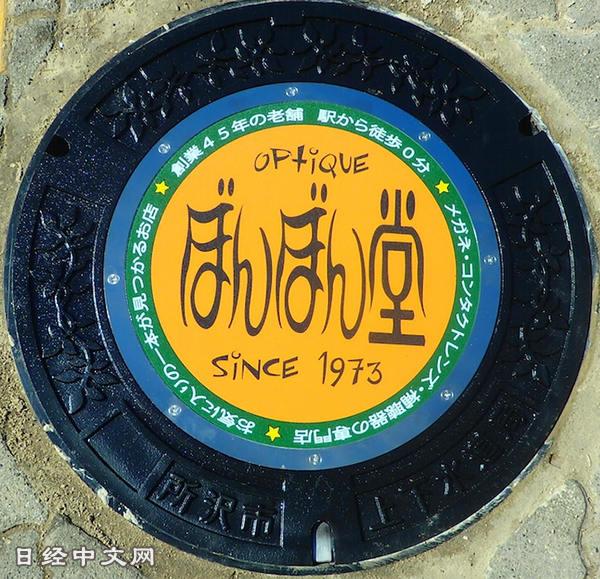 創業45年の老舗 駅から徒歩0分
メガネ・コンタクトレンズ・補聴器の専門店
お気に入りの一本が見つかるお店
OPTiQUE
ぼんぼん堂
SiNCE 1973
所沢市
日经中文网